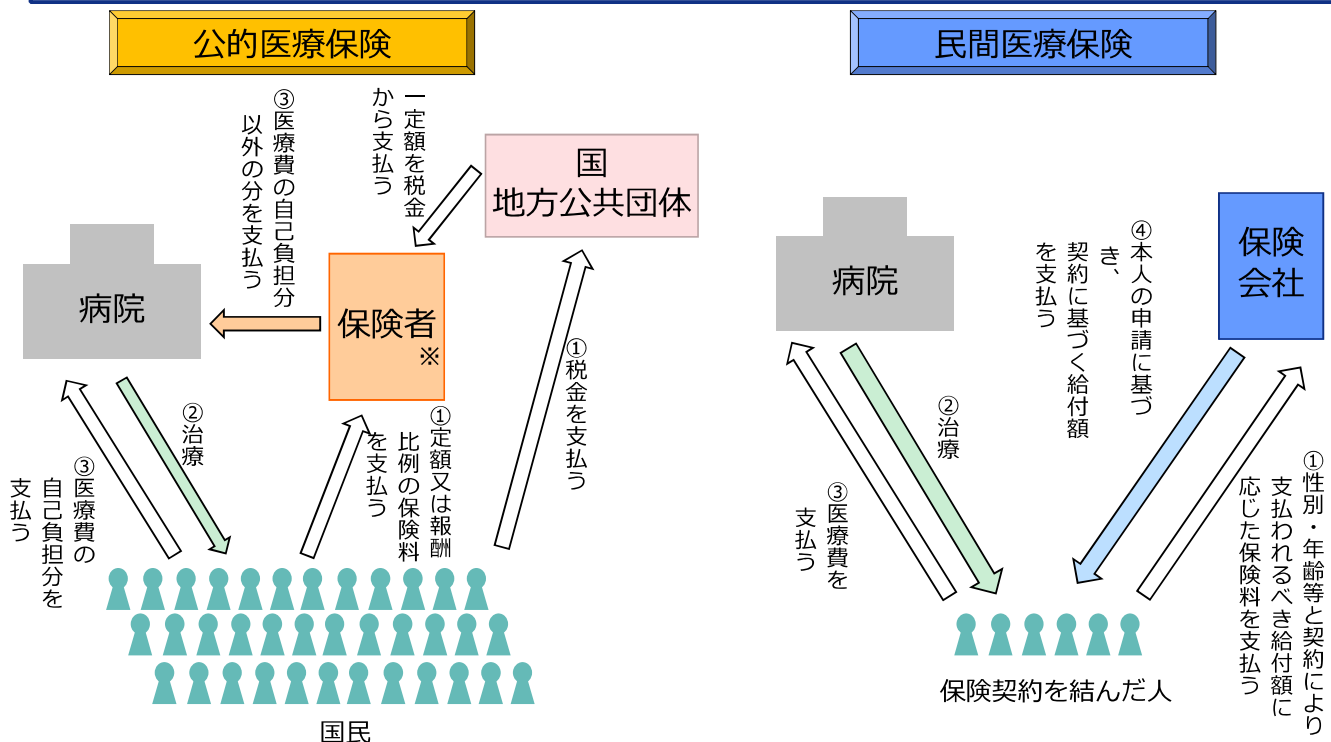 公的医療保険
③医療費の自己負担分
以外の分を支払う
一定額を税金
から支払う
国
地方公共団体
病院
保険者
※
②治療
③医療費の
自己負担分を
支払う
①定額又は報酬
比例の保険料
を支払う
①税金を支払う
国民
民間医療保険
病院
保険
会社
④本人の申請に基づ
き、
契約に基づく給付額
を支払う
②治療
③医療費を
支払う
①性別・年齢等と契約により
支払われるべき給付額に
応じた保険料を支払う
保険契約を結んだ人